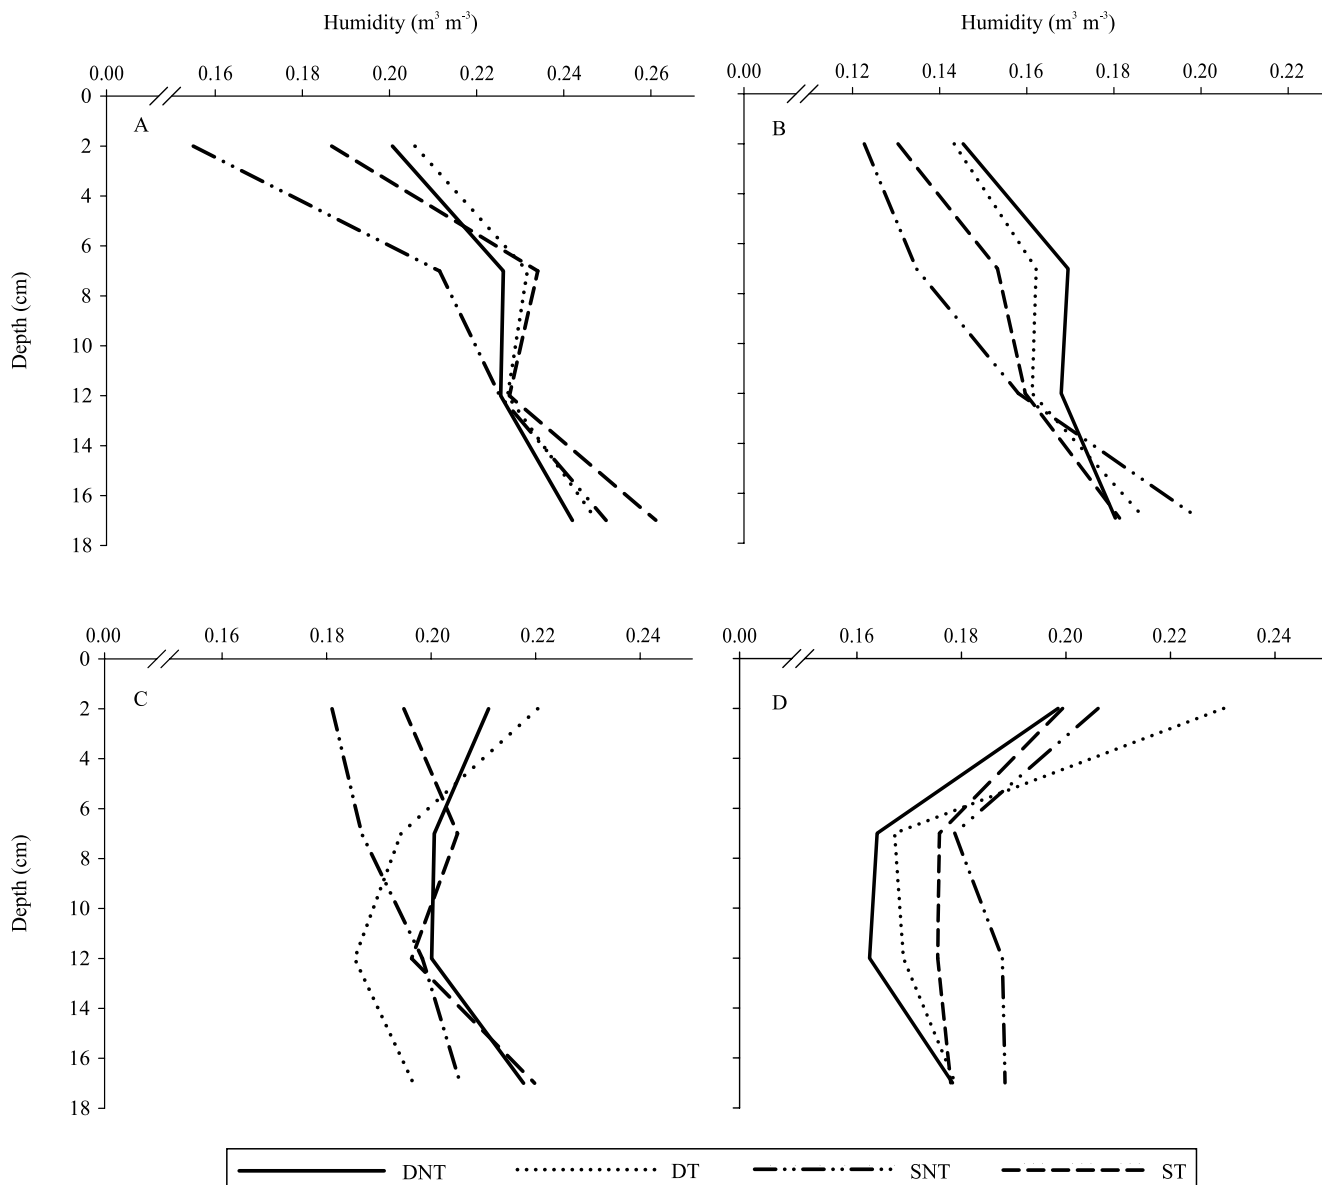 Humidity (m³ m⁻³) Humidity (m³ m⁻³)
0.00 0.16 0.18 0.20 0.22 0.24 0.26
0.00 0.12 0.14 0.16 0.18 0.20 0.22
0
2
4
6
8
10
12
14
16
18
Depth (cm)
A
B
0.00 0.16 0.18 0.20 0.22 0.24
0.00 0.16 0.18 0.20 0.22 0.24
0
2
4
6
8
10
12
14
16
18
Depth (cm)
C
D
DNT DT SNT ST